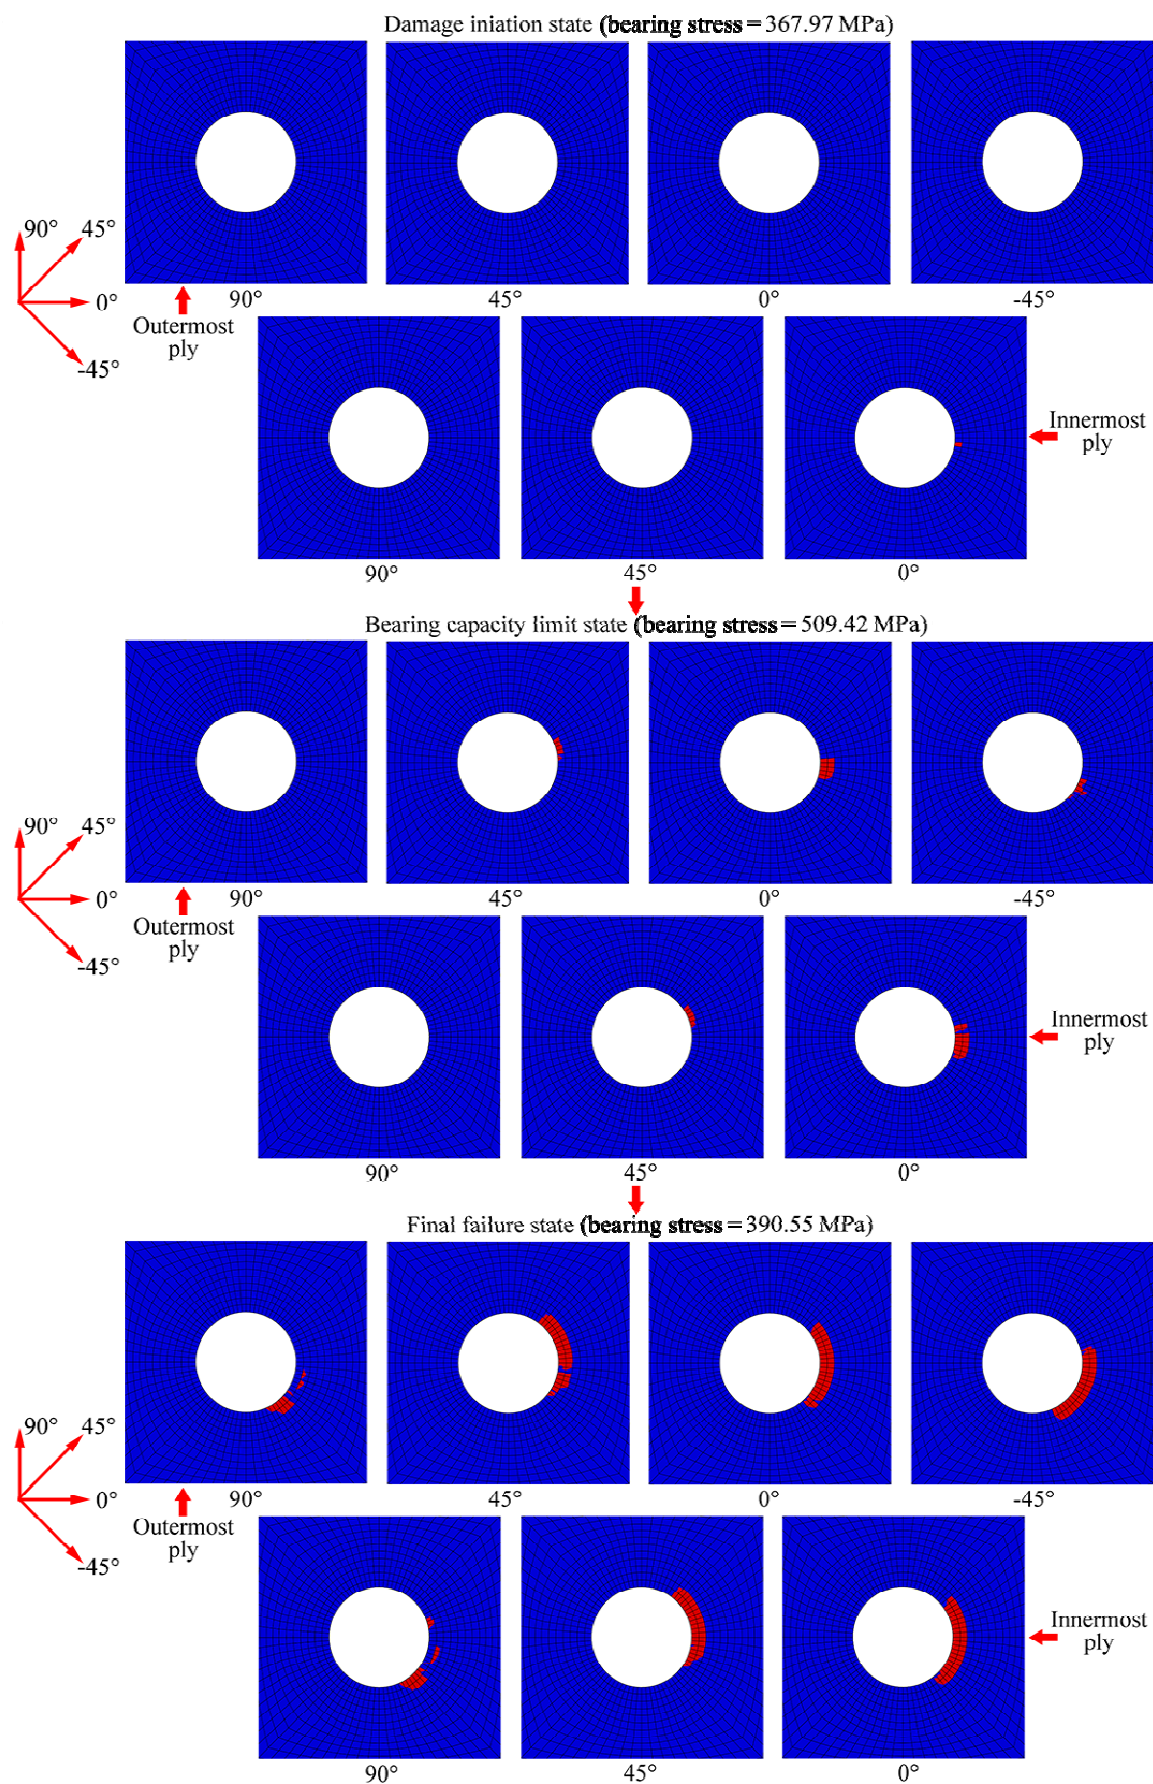 Damage iniation state (bearing stress = 367.97 MPa)
90° 45°
0°
-45°
90° 45° 0° -45°
Outermost
ply
Innermost
ply
90° 45° 0°
Bearing capacity limit state (bearing stress = 509.42 MPa)
90° 45°
0°
-45°
90° 45° 0° -45°
Outermost
ply
Innermost
ply
90° 45° 0°
Final failure state (bearing stress = 390.55 MPa)
90° 45°
0°
-45°
90° 45° 0° -45°
Outermost
ply
Innermost
ply
90° 45° 0°